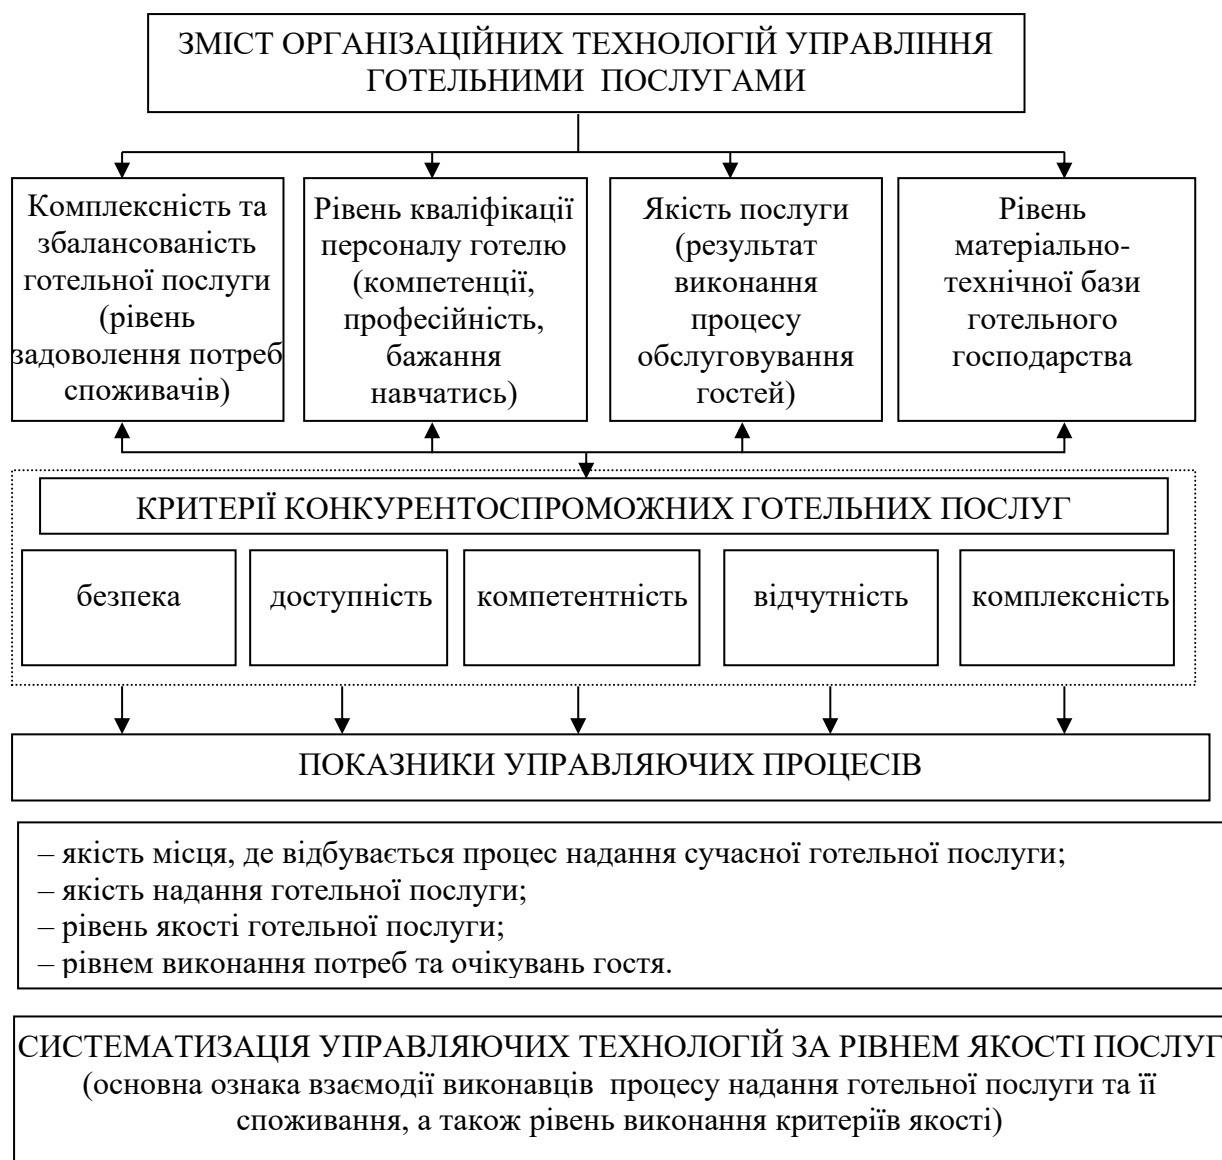 ЗМІСТ ОРГАНІЗАЦІЙНИХ ТЕХНОЛОГІЙ УПРАВЛІННЯ
ГОТЕЛЬНИМИ ПОСЛУГАМИ
Комплексність та
збалансованість
готельної послуги
(рівень
задоволення потреб
споживачів)
Рівень кваліфікації
персоналу готелю
(компетенції,
професійність,
бажання
навчатись)
Якість послуги
(результат
виконання
процесу
обслуговування
гостей)
Рівень
матеріально-
технічної бази
готельного
господарства
КРИТЕРІЇ КОНКУРЕНТОСПРОМОЖНИХ ГОТЕЛЬНИХ ПОСЛУГ
безпека
доступність
компетентність
відчутність
комплексність
ПОКАЗНИКИ УПРАВЛЯЮЧИХ ПРОЦЕСІВ
– якість місця, де відбувається процес надання сучасної готельної послуги;
– якість надання готельної послуги;
– рівень якості готельної послуги;
– рівнем виконання потреб та очікувань гостя.
СИСТЕМАТИЗАЦІЯ УПРАВЛЯЮЧИХ ТЕХНОЛОГІЙ ЗА РІВНЕМ ЯКОСТІ ПОСЛУГ
(основна ознака взаємодії виконавців процесу надання готельної послуги та її
споживання, а також рівень виконання критеріїв якості)